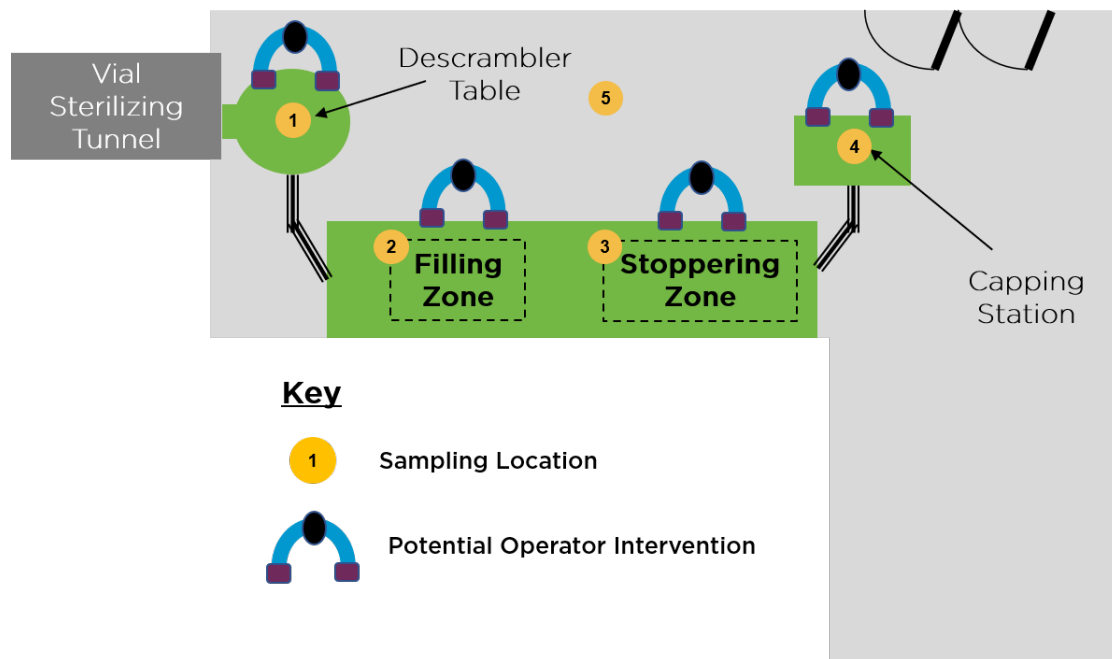 Vial
Sterilizing
Tunnel
1
Descrambler
Table
5
4
2
Filling
Zone
3
Stoppering
Zone
Capping
Station
Key
1
Sampling Location
Potential Operator Intervention